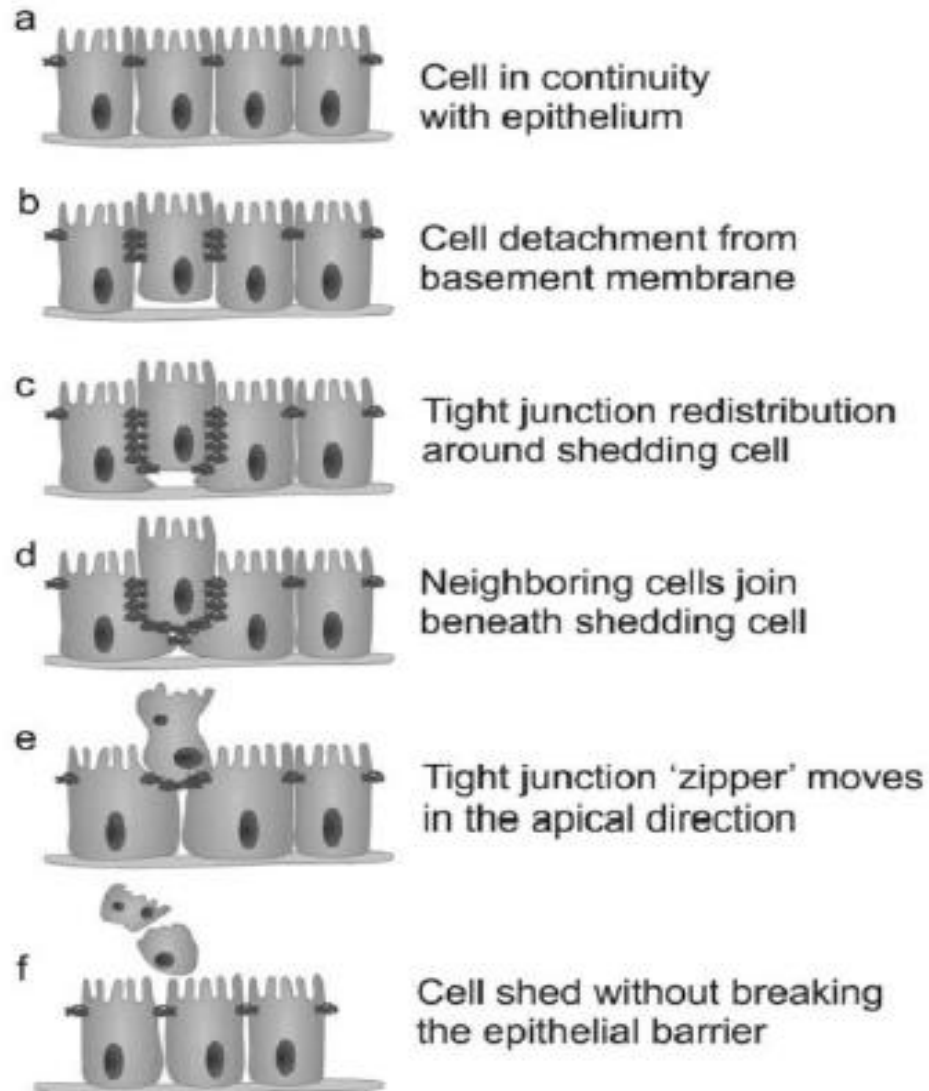 a
Cell in continuity
with epithelium
b
Cell detachment from
basement membrane
c
Tight junction redistribution
around shedding cell
d
Neighboring cells join
beneath shedding cell
e
Tight junction ‘zipper’ moves
in the apical direction
f
Cell shed without breaking
the epithelial barrier